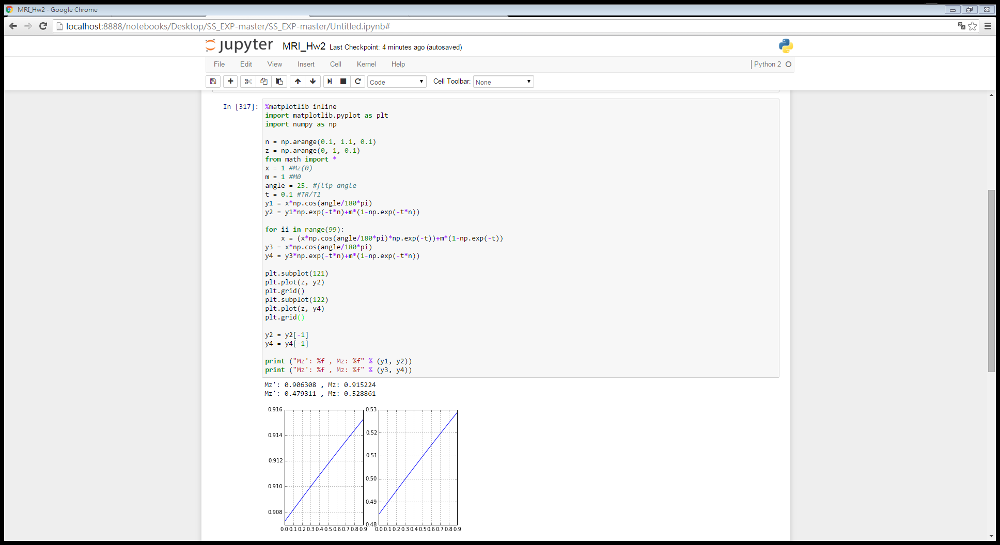 MRI_Hw2 - Google Chrome
localhost:8888/notebooks/Desktop/SS_EXP-master/SS_EXP-master/Untitled.ipynb#
jupyter MRI_Hw2 Last Checkpoint: 4 minutes ago (autosaved)
File Edit View Insert Cell Kernel Help Python 2
Code Cell Toolbar: None
In [317]: %matplotlib inline
import matplotlib.pyplot as plt
import numpy as np
n = np.arange(0.1, 1.1, 0.1)
z = np.arange(0, 1, 0.1)
from math import *
x = 1 #Mz(0)
m = 1 #M0
angle = 25. #flip angle
t = 0.1 #TR/T1
y1 = x*np.cos(angle/180*pi)
y2 = y1*np.exp(-t*n)+m*(1-np.exp(-t*n))
for ii in range(99):
    x = (x*np.cos(angle/180*pi)*np.exp(-t))+m*(1-np.exp(-t))
y3 = x*np.cos(angle/180*pi)
y4 = y3*np.exp(-t*n)+m*(1-np.exp(-t*n))
plt.subplot(121)
plt.plot(z, y2)
plt.grid()
plt.subplot(122)
plt.plot(z, y4)
plt.grid()
y2 = y2[-1]
y4 = y4[-1]
print ("Mz': %f , Mz: %f" % (y1, y2))
print ("Mz': %f , Mz: %f" % (y3, y4))
Mz': 0.906308 , Mz: 0.915224
Mz': 0.479311 , Mz: 0.528861
0.916
0.914
0.912
0.910
0.908
0.0 0.1 0.2 0.3 0.4 0.5 0.6 0.7 0.8 0.9
0.53
0.52
0.51
0.50
0.49
0.48
0.0 0.1 0.2 0.3 0.4 0.5 0.6 0.7 0.8 0.9